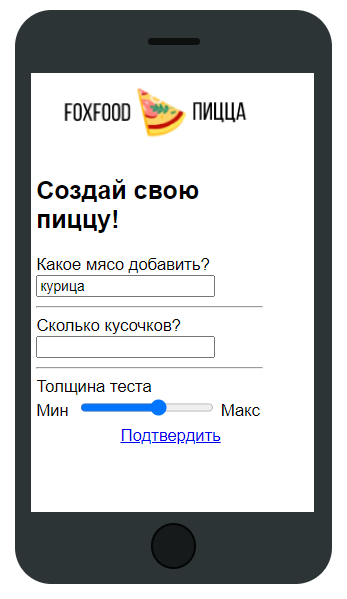 FOXFOOD ПИЦЦА
Создай свою
пиццу!
Какое мясо добавить?
курица
Сколько кусочков?
Толщина теста
Мин Макс
Подтвердить